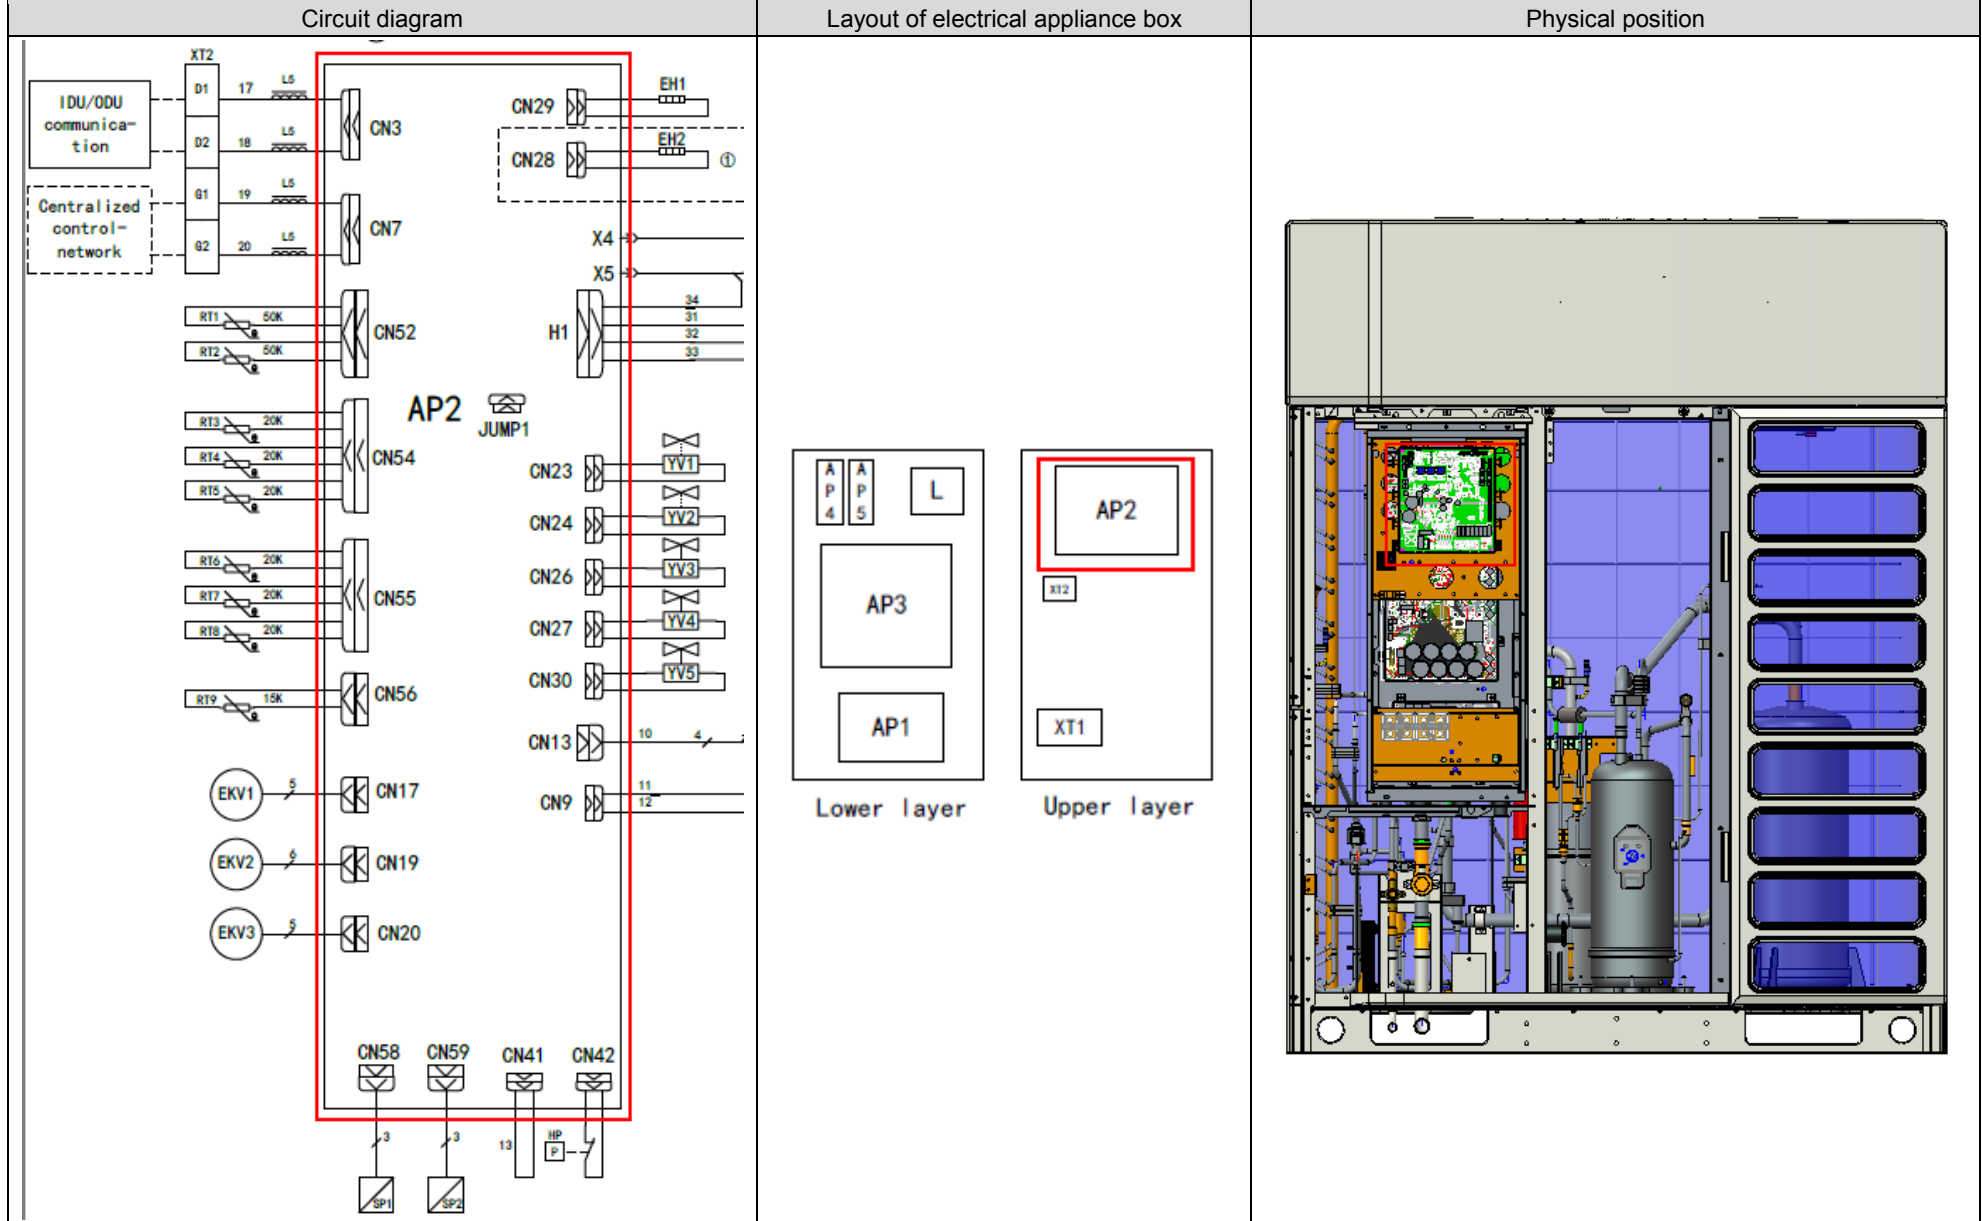 Circuit diagram
Layout of electrical appliance box
Physical position
XT2
IDU/ODU
communica-
tion
D1
17
L5
CN3
D2
18
L5
Centralized
control-
network
G1
19
L5
CN7
G2
20
L5
CN29
EH1
CN28
EH2
①
X4
X5
H1
34
31
32
33
RT1
50K
CN52
RT2
50K
AP2
JUMP1
RT3
20K
RT4
20K
CN54
RT5
20K
RT6
20K
RT7
20K
CN55
RT8
20K
RT9
15K
CN56
CN23
YV1
CN24
YV2
CN26
YV3
CN27
YV4
CN30
YV5
CN13
10
4
CN9
11
12
EKV1
5
CN17
EKV2
6
CN19
EKV3
5
CN20
CN58
CN59
CN41
CN42
3
3
13
HP
P
SP1
SP2
AP4
AP5
L
AP3
AP1
Lower layer
AP2
XT2
XT1
Upper layer